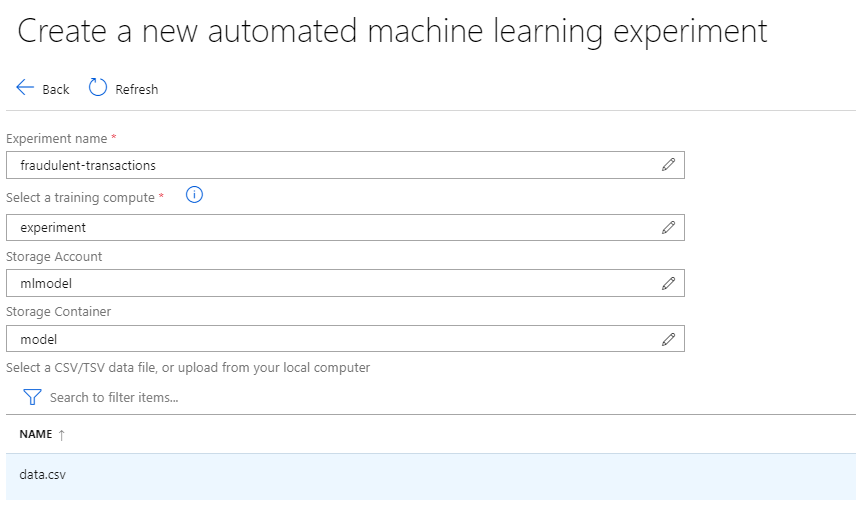 Create a new automated machine learning experiment
Back Refresh
Experiment name *
fraudulent-transactions
Select a training compute *
experiment
Storage Account
mlmodel
Storage Container
model
Select a CSV/TSV data file, or upload from your local computer
Search to filter items...
NAME ↑
data.csv